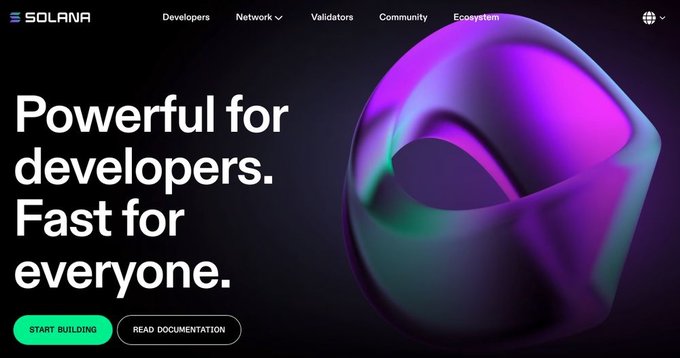 SOLANA
Developers
Network
Validators
Community
Ecosystem
Powerful for
developers.
Fast for
everyone.
START BUILDING
READ DOCUMENTATION